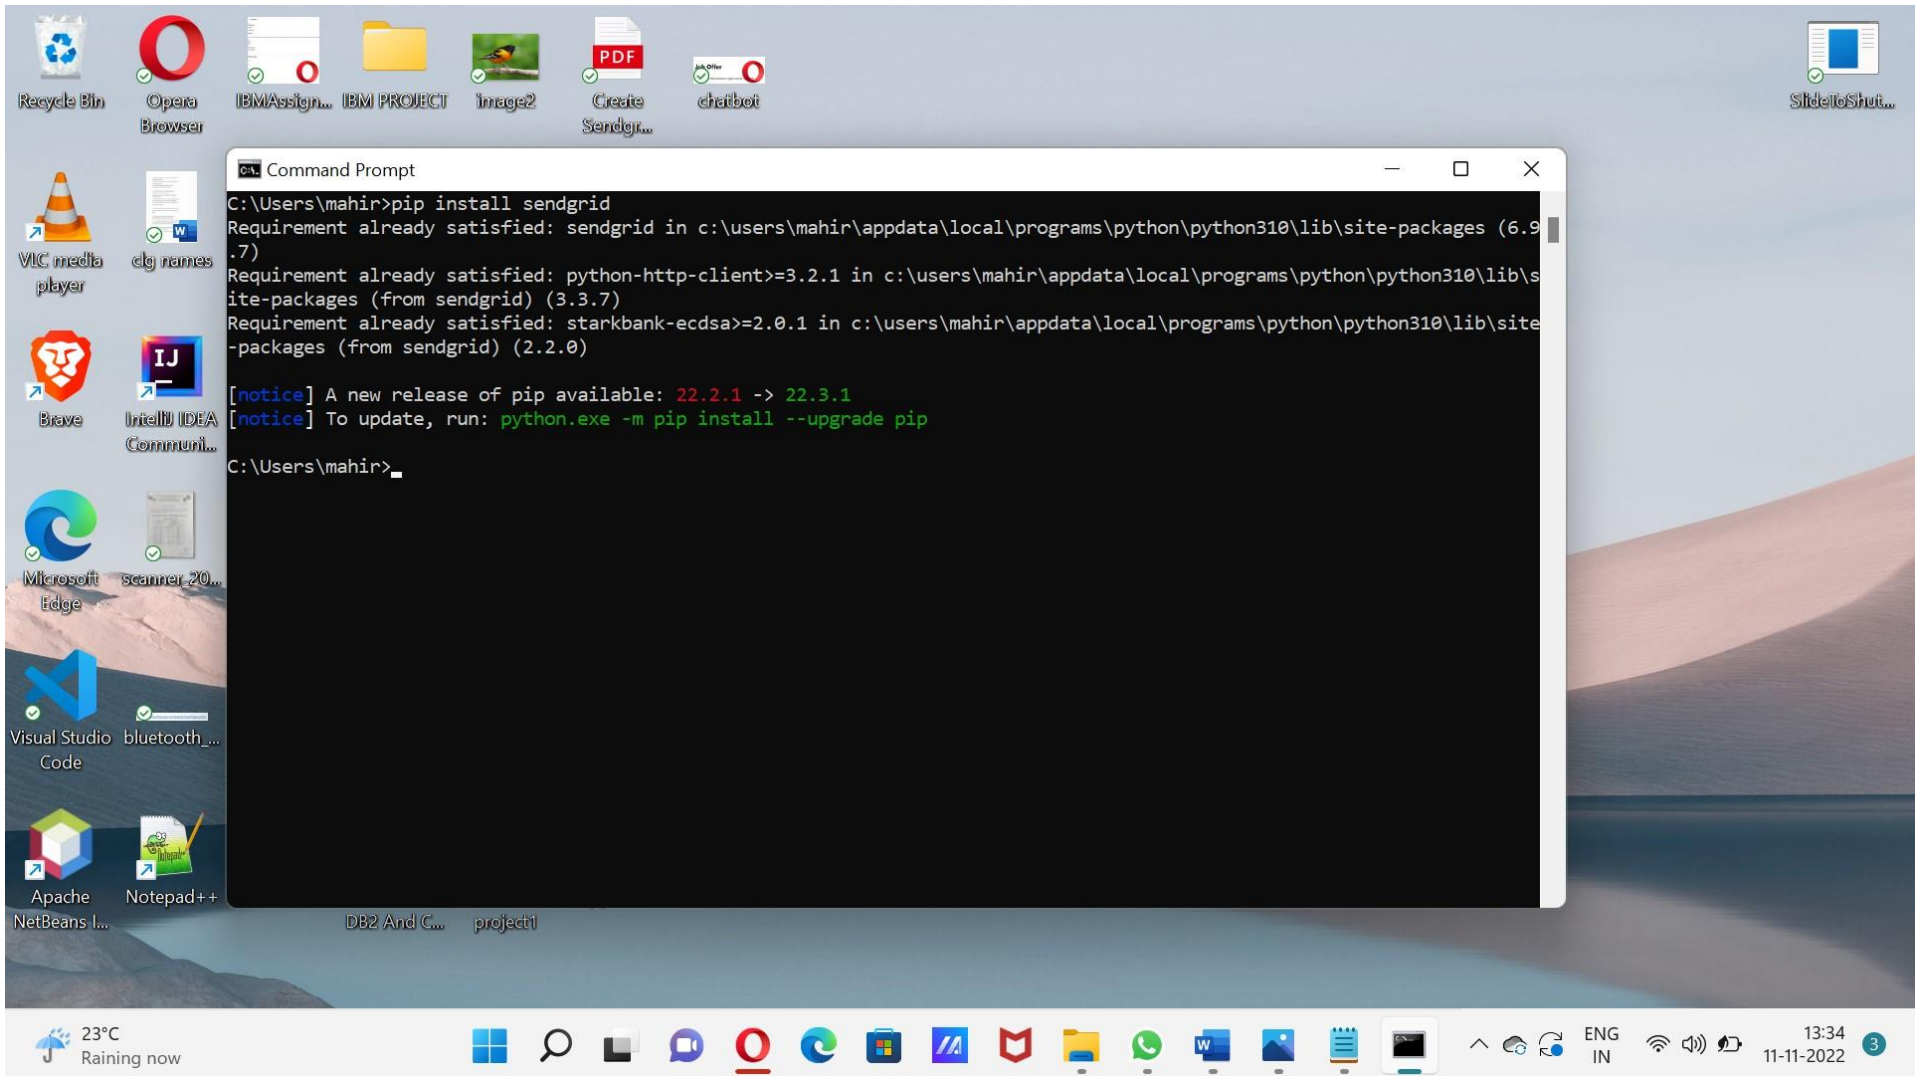 Recycle Bin
Opera
Browser
IBMAssign...
IBM PROJECT
image2
PDF
Create
Sendgr...
Job Offer
chatbot
SlideToShut...
VLC media
player
clg names
Brave
IJ
IntelliJ IDEA
Communi...
Microsoft
Edge
scanner_20...
Visual Studio
Code
bluetooth_...
Apache
NetBeans I...
Notepad++
DB2 And C...
project1
Command Prompt
C:\Users\mahir>pip install sendgrid
Requirement already satisfied: sendgrid in c:\users\mahir\appdata\local\programs\python\python310\lib\site-packages (6.9
.7)
Requirement already satisfied: python-http-client>=3.2.1 in c:\users\mahir\appdata\local\programs\python\python310\lib\s
ite-packages (from sendgrid) (3.3.7)
Requirement already satisfied: starkbank-ecdsa>=2.0.1 in c:\users\mahir\appdata\local\programs\python\python310\lib\site
-packages (from sendgrid) (2.2.0)
[notice] A new release of pip available: 22.2.1 -> 22.3.1
[notice] To update, run: python.exe -m pip install --upgrade pip
C:\Users\mahir>
23°C
Raining now
ENG
IN
13:34
11-11-2022
3